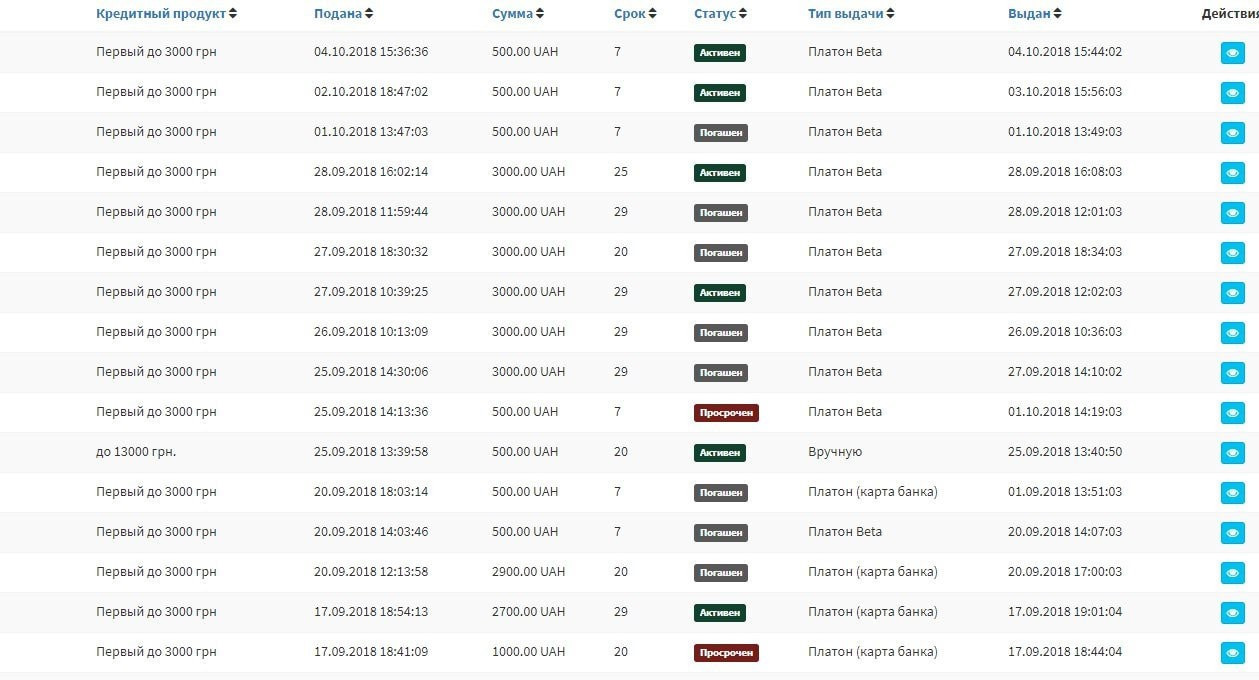 Кредитный продукт Подана Сумма Срок Статус Тип выдачи Выдан Действия
Первый до 3000 грн 04.10.2018 15:36:36 500.00 UAH 7 Активен Платон Beta 04.10.2018 15:44:02
Первый до 3000 грн 02.10.2018 18:47:02 500.00 UAH 7 Активен Платон Beta 03.10.2018 15:56:03
Первый до 3000 грн 01.10.2018 13:47:03 500.00 UAH 7 Погашен Платон Beta 01.10.2018 13:49:03
Первый до 3000 грн 28.09.2018 16:02:14 3000.00 UAH 25 Активен Платон Beta 28.09.2018 16:08:03
Первый до 3000 грн 28.09.2018 11:59:44 3000.00 UAH 29 Погашен Платон Beta 28.09.2018 12:01:03
Первый до 3000 грн 27.09.2018 18:30:32 3000.00 UAH 20 Погашен Платон Beta 27.09.2018 18:34:03
Первый до 3000 грн 27.09.2018 10:39:25 3000.00 UAH 29 Активен Платон Beta 27.09.2018 12:02:03
Первый до 3000 грн 26.09.2018 10:13:09 3000.00 UAH 29 Погашен Платон Beta 26.09.2018 10:36:03
Первый до 3000 грн 25.09.2018 14:30:06 3000.00 UAH 29 Погашен Платон Beta 27.09.2018 14:10:02
Первый до 3000 грн 25.09.2018 14:13:36 500.00 UAH 7 Просрочен Платон Beta 01.10.2018 14:19:03
до 13000 грн. 25.09.2018 13:39:58 500.00 UAH 20 Активен Вручную 25.09.2018 13:40:50
Первый до 3000 грн 20.09.2018 18:03:14 500.00 UAH 7 Погашен Платон (карта банка) 01.09.2018 13:51:03
Первый до 3000 грн 20.09.2018 14:03:46 500.00 UAH 7 Погашен Платон Beta 20.09.2018 14:07:03
Первый до 3000 грн 20.09.2018 12:13:58 2900.00 UAH 20 Погашен Платон (карта банка) 20.09.2018 17:00:03
Первый до 3000 грн 17.09.2018 18:54:13 2700.00 UAH 29 Активен Платон (карта банка) 17.09.2018 19:01:04
Первый до 3000 грн 17.09.2018 18:41:09 1000.00 UAH 20 Просрочен Платон (карта банка) 17.09.2018 18:44:04